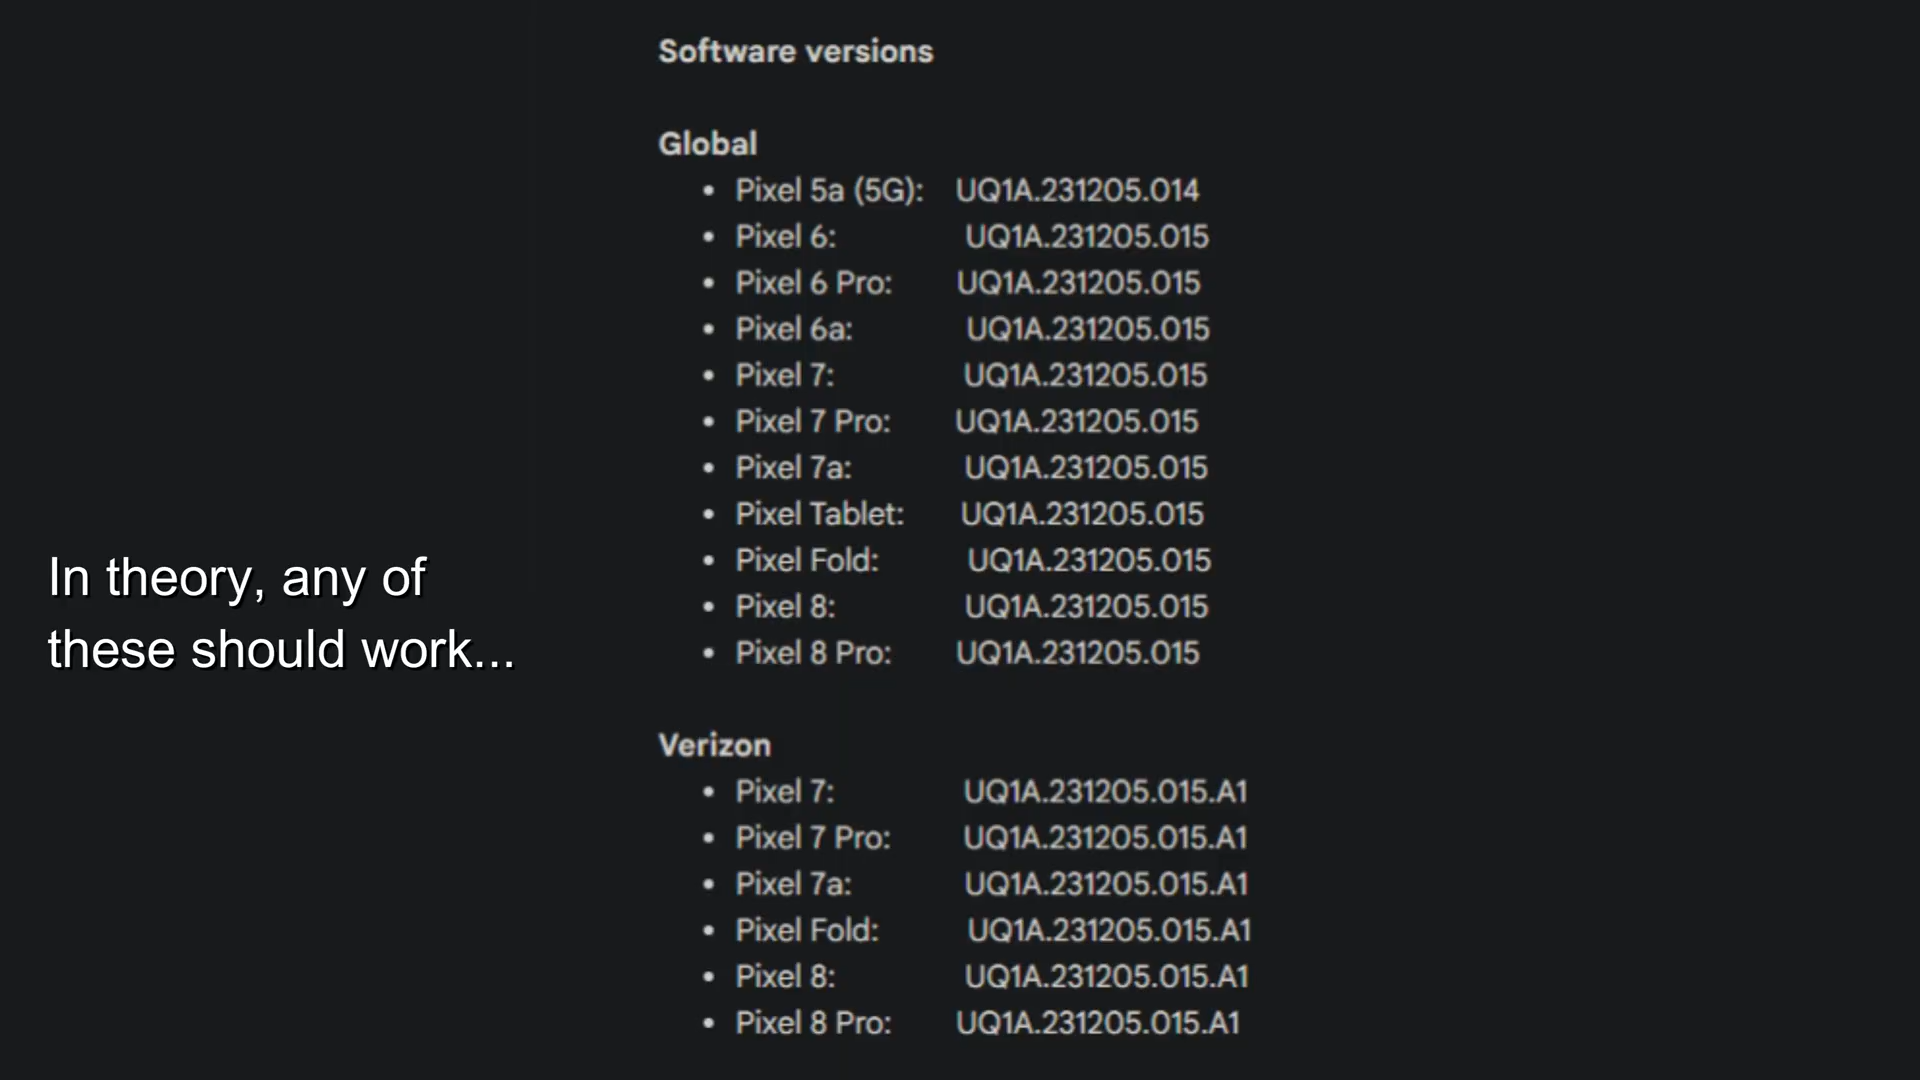 Software versions
Global
• Pixel 5a (5G): UQ1A.231205.014
• Pixel 6: UQ1A.231205.015
• Pixel 6 Pro: UQ1A.231205.015
• Pixel 6a: UQ1A.231205.015
• Pixel 7: UQ1A.231205.015
• Pixel 7 Pro: UQ1A.231205.015
• Pixel 7a: UQ1A.231205.015
• Pixel Tablet: UQ1A.231205.015
• Pixel Fold: UQ1A.231205.015
• Pixel 8: UQ1A.231205.015
• Pixel 8 Pro: UQ1A.231205.015
Verizon
• Pixel 7: UQ1A.231205.015.A1
• Pixel 7 Pro: UQ1A.231205.015.A1
• Pixel 7a: UQ1A.231205.015.A1
• Pixel Fold: UQ1A.231205.015.A1
• Pixel 8: UQ1A.231205.015.A1
• Pixel 8 Pro: UQ1A.231205.015.A1
In theory, any of
these should work...